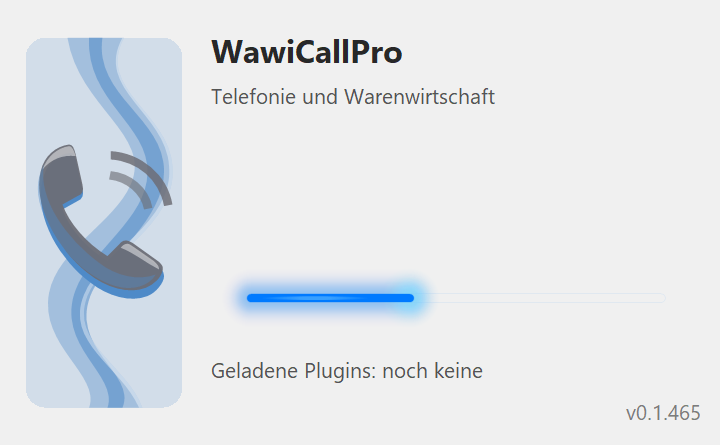 WawiCallPro
Telefonie und Warenwirtschaft
Geladene Plugins: noch keine
v0.1.465